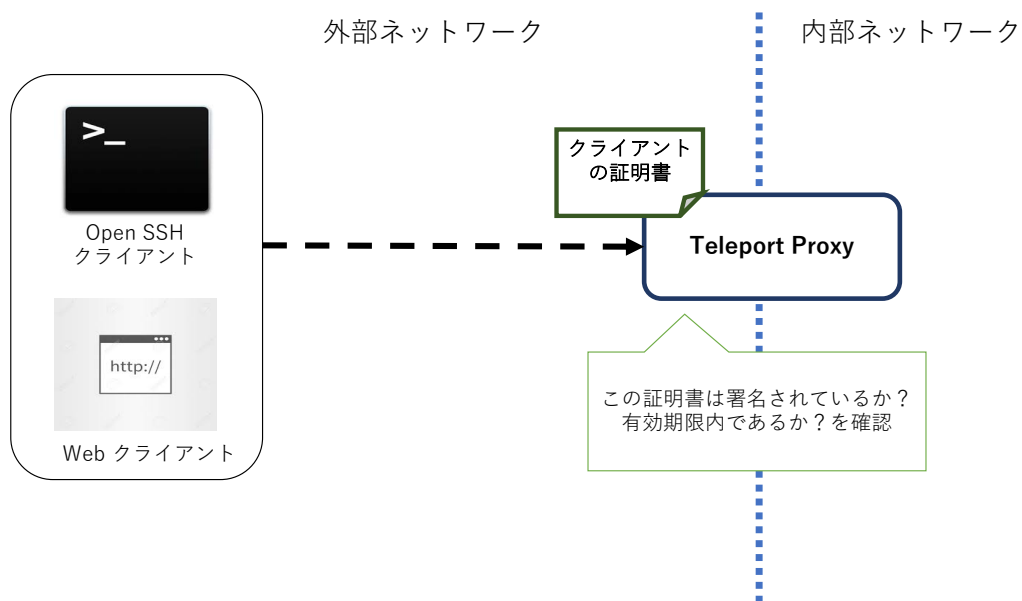 外部ネットワーク
内部ネットワーク
>_
Open SSH
クライアント
http://
Web クライアント
クライアント
の証明書
Teleport Proxy
この証明書は署名されているか？
有効期限内であるか？を確認